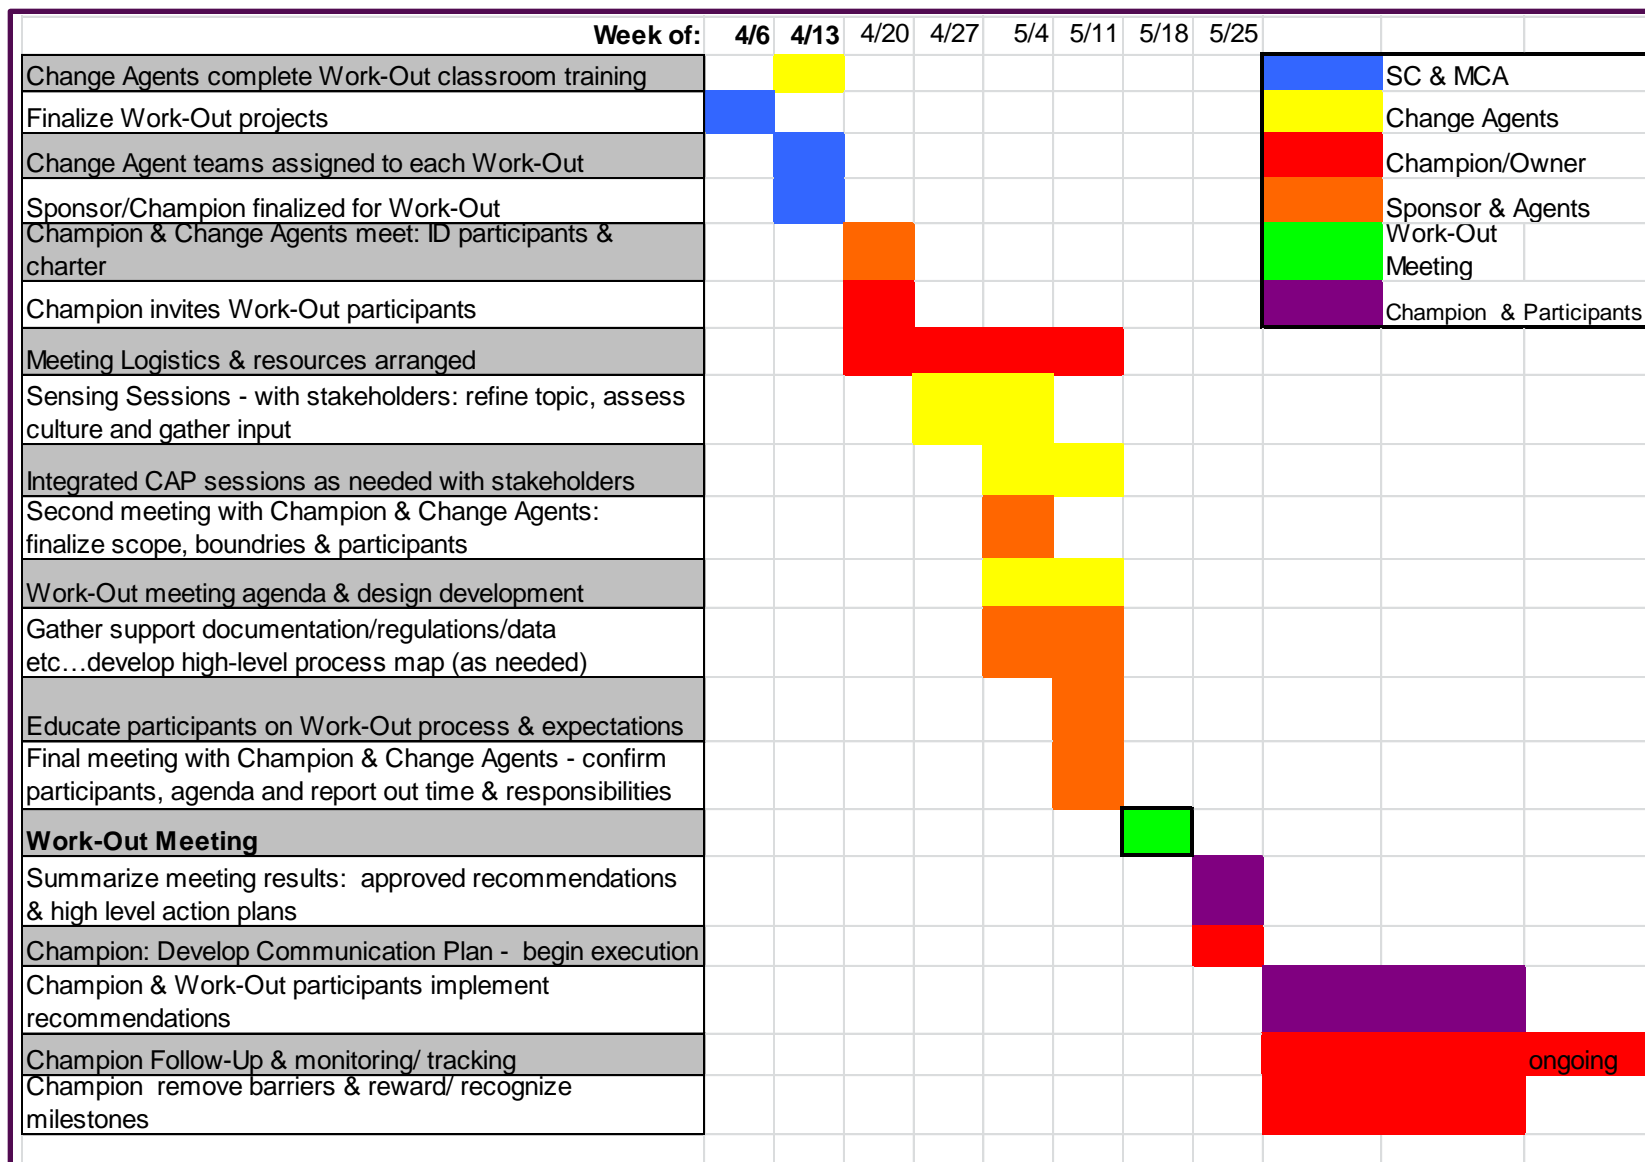 Week of: 4/6 4/13 4/20 4/27 5/4 5/11 5/18 5/25
Change Agents complete Work-Out classroom training
SC & MCA
Finalize Work-Out projects
Change Agents
Change Agent teams assigned to each Work-Out
Champion/Owner
Sponsor/Champion finalized for Work-Out
Sponsor & Agents
Champion & Change Agents meet: ID participants &
charter
Work-Out
Meeting
Champion invites Work-Out participants
Champion & Participants
Meeting Logistics & resources arranged
Sensing Sessions - with stakeholders: refine topic, assess
culture and gather input
Integrated CAP sessions as needed with stakeholders
Second meeting with Champion & Change Agents:
finalize scope, boundries & participants
Work-Out meeting agenda & design development
Gather support documentation/regulations/data
etc…develop high-level process map (as needed)
Educate participants on Work-Out process & expectations
Final meeting with Champion & Change Agents - confirm
participants, agenda and report out time & responsibilities
Work-Out Meeting
Summarize meeting results: approved recommendations
& high level action plans
Champion: Develop Communication Plan - begin execution
Champion & Work-Out participants implement
recommendations
Champion Follow-Up & monitoring/ tracking
ongoing
Champion remove barriers & reward/ recognize
milestones